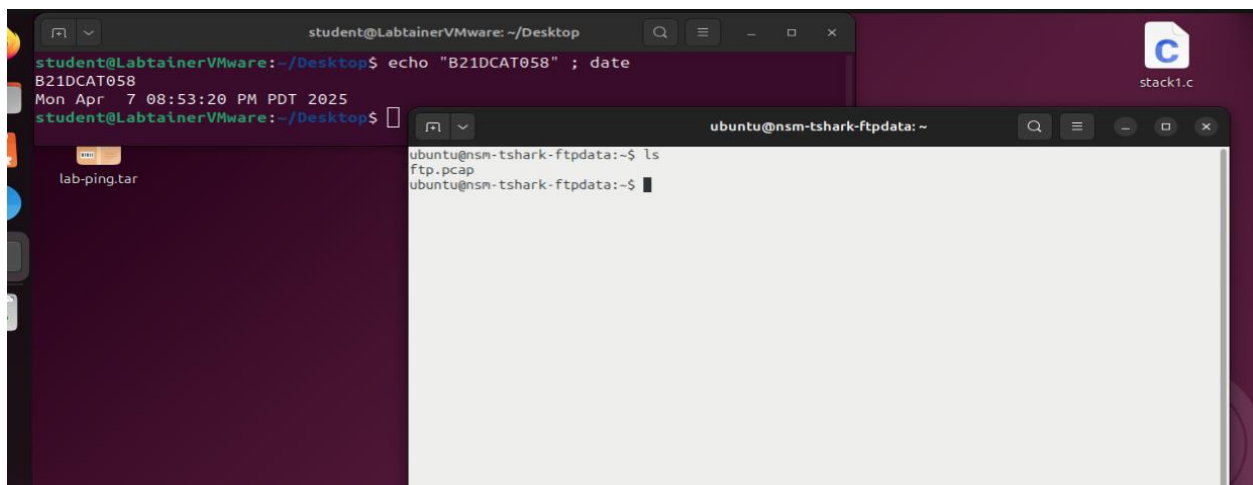 student@LabtainerVMware: ~/Desktop
student@LabtainerVMware:~/Desktop$ echo "B21DCAT058" ; date
B21DCAT058
Mon Apr  7 08:53:20 PM PDT 2025
student@LabtainerVMware:~/Desktop$
lab-ping.tar
C
stack1.c
ubuntu@nsm-tshark-ftpdata: ~
ubuntu@nsm-tshark-ftpdata:~$ ls
ftp.pcap
ubuntu@nsm-tshark-ftpdata:~$